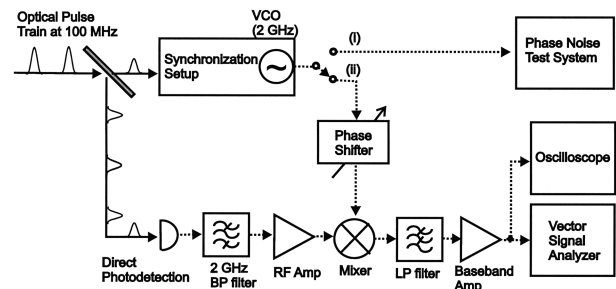 Optical Pulse
Train at 100 MHz
VCO
(2 GHz)
Synchronization
Setup
(i)
(ii)
Phase Noise
Test System
Phase
Shifter
Oscilloscope
Direct
Photodetection
2 GHz
BP filter
RF Amp
Mixer
LP filter
Baseband
Amp
Vector
Signal
Analyzer